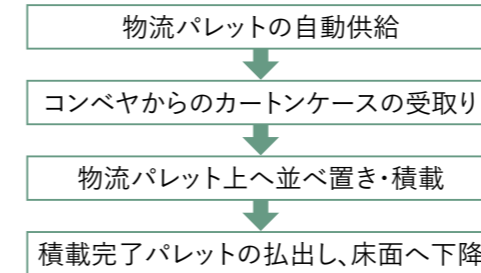 物流パレットの自動供給
コンベヤからのカートンケースの受取り
物流パレット上へ並べ置き・積載
積載完了パレットの払出し、床面へ下降